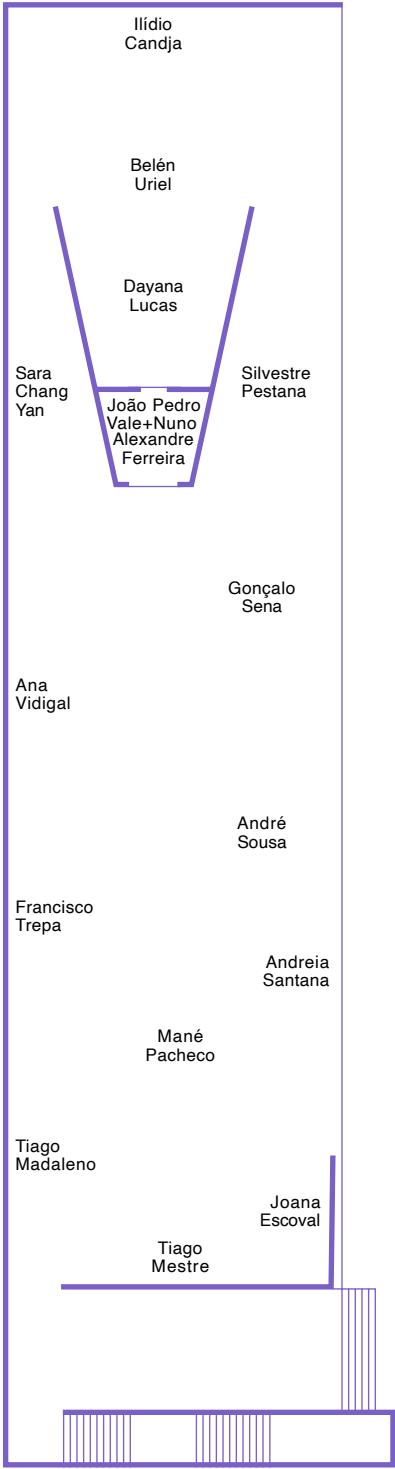 Ilídio
Candja
Belén
Uriel
Dayana
Lucas
Sara
Chang
Yan
Silvestre
Pestana
João Pedro
Vale+Nuno
Alexandre
Ferreira
Gonçalo
Sena
Ana
Vidigal
André
Sousa
Francisco
Trepa
Andreia
Santana
Mané
Pacheco
Tiago
Madaleno
Joana
Escoval
Tiago
Mestre